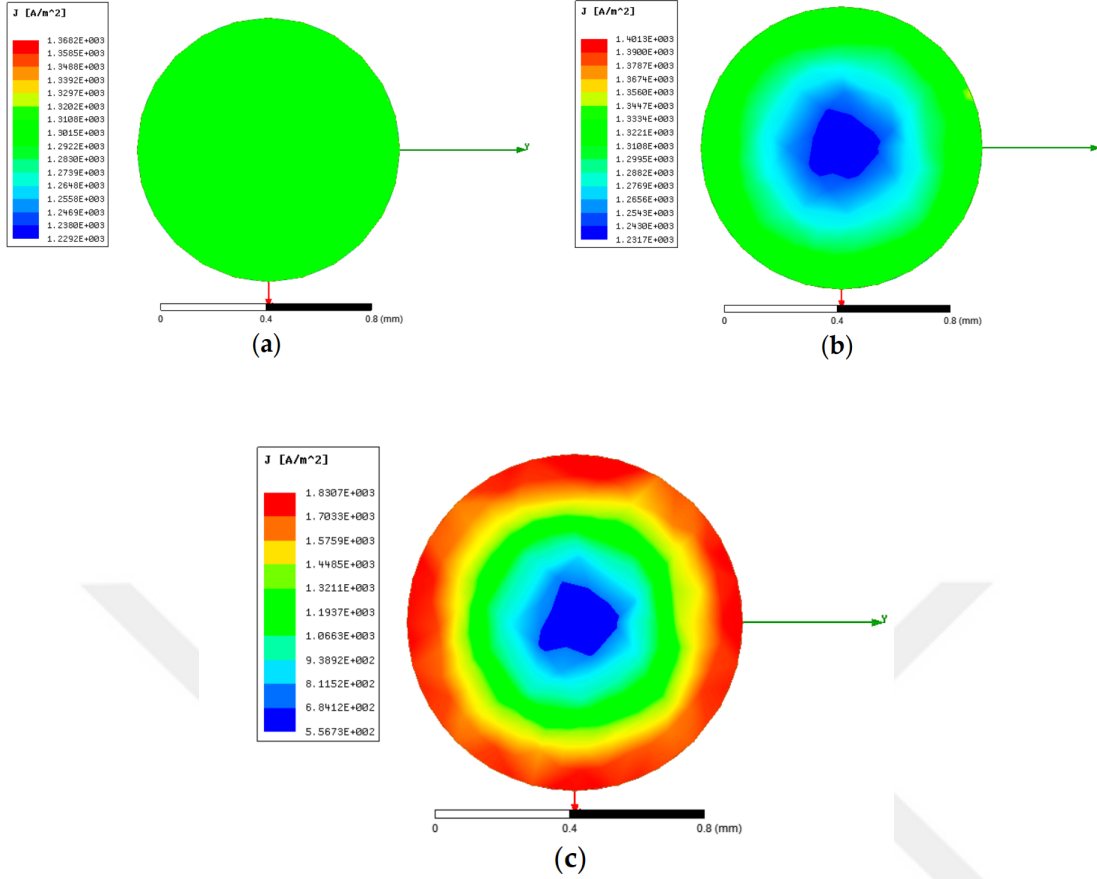 J [A/m^2]
1.3682E+003
1.3585E+003
1.3488E+003
1.3392E+003
1.3297E+003
1.3202E+003
1.3108E+003
1.3015E+003
1.2922E+003
1.2830E+003
1.2739E+003
1.2648E+003
1.2558E+003
1.2469E+003
1.2380E+003
1.2292E+003
Y
0 0.4 0.8 (mm)
(a)
J [A/m^2]
1.4013E+003
1.3900E+003
1.3787E+003
1.3674E+003
1.3560E+003
1.3447E+003
1.3334E+003
1.3221E+003
1.3108E+003
1.2995E+003
1.2882E+003
1.2769E+003
1.2656E+003
1.2543E+003
1.2430E+003
1.2317E+003
0 0.4 0.8 (mm)
(b)
J [A/m^2]
1.8307E+003
1.7033E+003
1.5759E+003
1.4485E+003
1.3211E+003
1.1937E+003
1.0663E+003
9.3892E+002
8.1152E+002
6.8412E+002
5.5673E+002
Y
0 0.4 0.8 (mm)
(c)